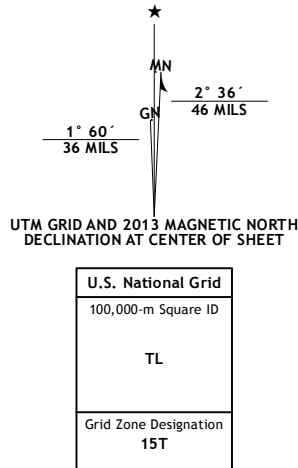 MN
2° 36´
46 MILS
GN
1° 60´
36 MILS
UTM GRID AND 2013 MAGNETIC NORTH
DECLINATION AT CENTER OF SHEET
U.S. National Grid
100,000-m Square ID
TL
Grid Zone Designation
15T